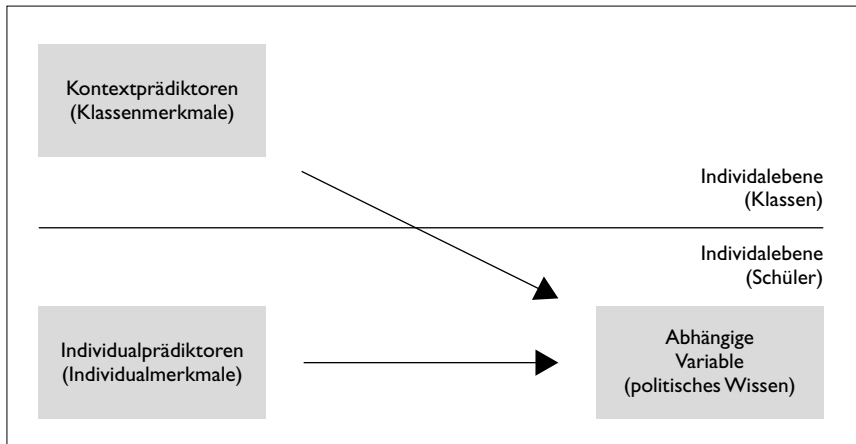 Kontextprädiktoren
(Klassenmerkmale)
Individalebene
(Klassen)
Individalebene
(Schüler)
Individualprädiktoren
(Individualmerkmale)
Abhängige
Variable
(politisches Wissen)